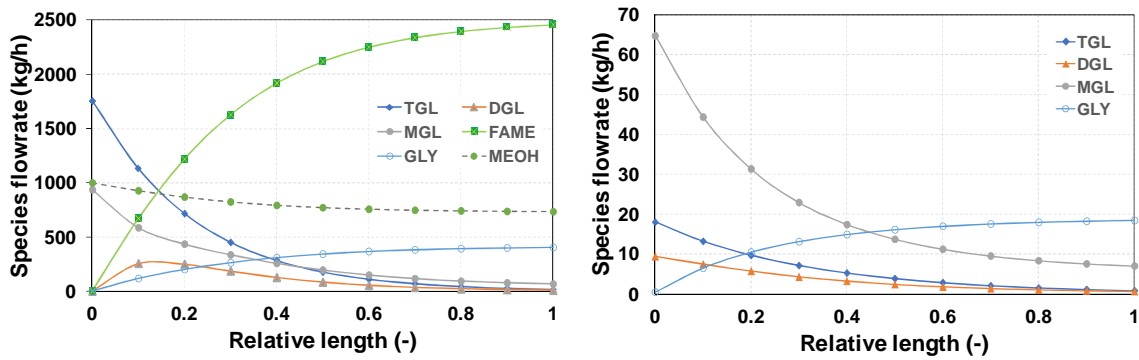 Species flowrate (kg/h)
2500
2000
1500
1000
500
0
TGL DGL
MGL FAME
GLY MEOH
0 0.2 0.4 0.6 0.8 1
Relative length (-)
Species flowrate (kg/h)
70
60
50
40
30
20
10
0
TGL
DGL
MGL
GLY
0 0.2 0.4 0.6 0.8 1
Relative length (-)